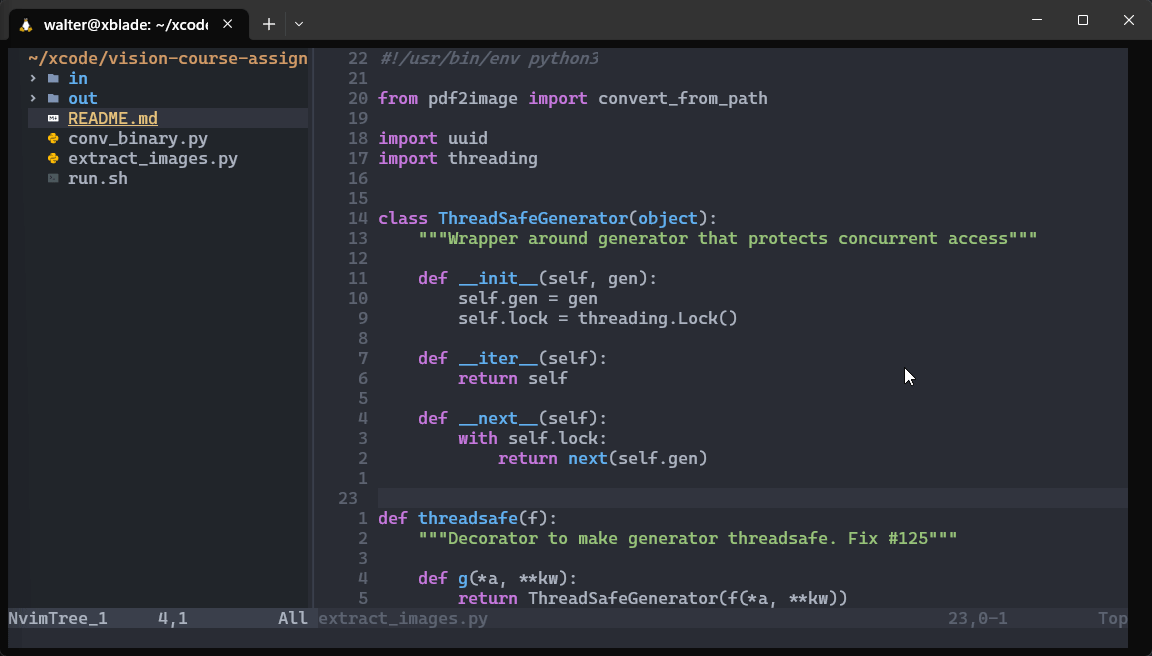 walter@xblade: ~/xcode
~/xcode/vision-course-assign
in
out
README.md
conv_binary.py
extract_images.py
run.sh
22 #!/usr/bin/env python3
21
20 from pdf2image import convert_from_path
19
18 import uuid
17 import threading
16
15
14 class ThreadSafeGenerator(object):
13     """Wrapper around generator that protects concurrent access"""
12
11     def __init__(self, gen):
10         self.gen = gen
9         self.lock = threading.Lock()
8
7     def __iter__(self):
6         return self
5
4     def __next__(self):
3         with self.lock:
2             return next(self.gen)
1
23
1 def threadsafe(f):
2     """Decorator to make generator threadsafe. Fix #125"""
3
4     def g(*a, **kw):
5         return ThreadSafeGenerator(f(*a, **kw))
NvimTree_1 4,1 All extract_images.py 23,0-1 Top